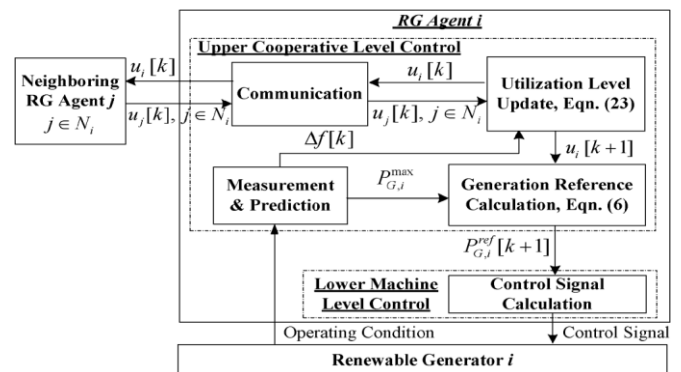 RG Agent i
Upper Cooperative Level Control
Neighboring
RG Agent j
j ∈ N_i
u_i[k]
u_j[k], j ∈ N_i
Communication
u_i[k]
u_j[k], j ∈ N_i
Utilization Level
Update, Eqn. (23)
Δf[k]
u_i[k+1]
Measurement
& Prediction
P_{G,i}^{max}
Generation Reference
Calculation, Eqn. (6)
P_{G,i}^{ref}[k+1]
Lower Machine
Level Control
Control Signal
Calculation
Operating Condition
Control Signal
Renewable Generator i